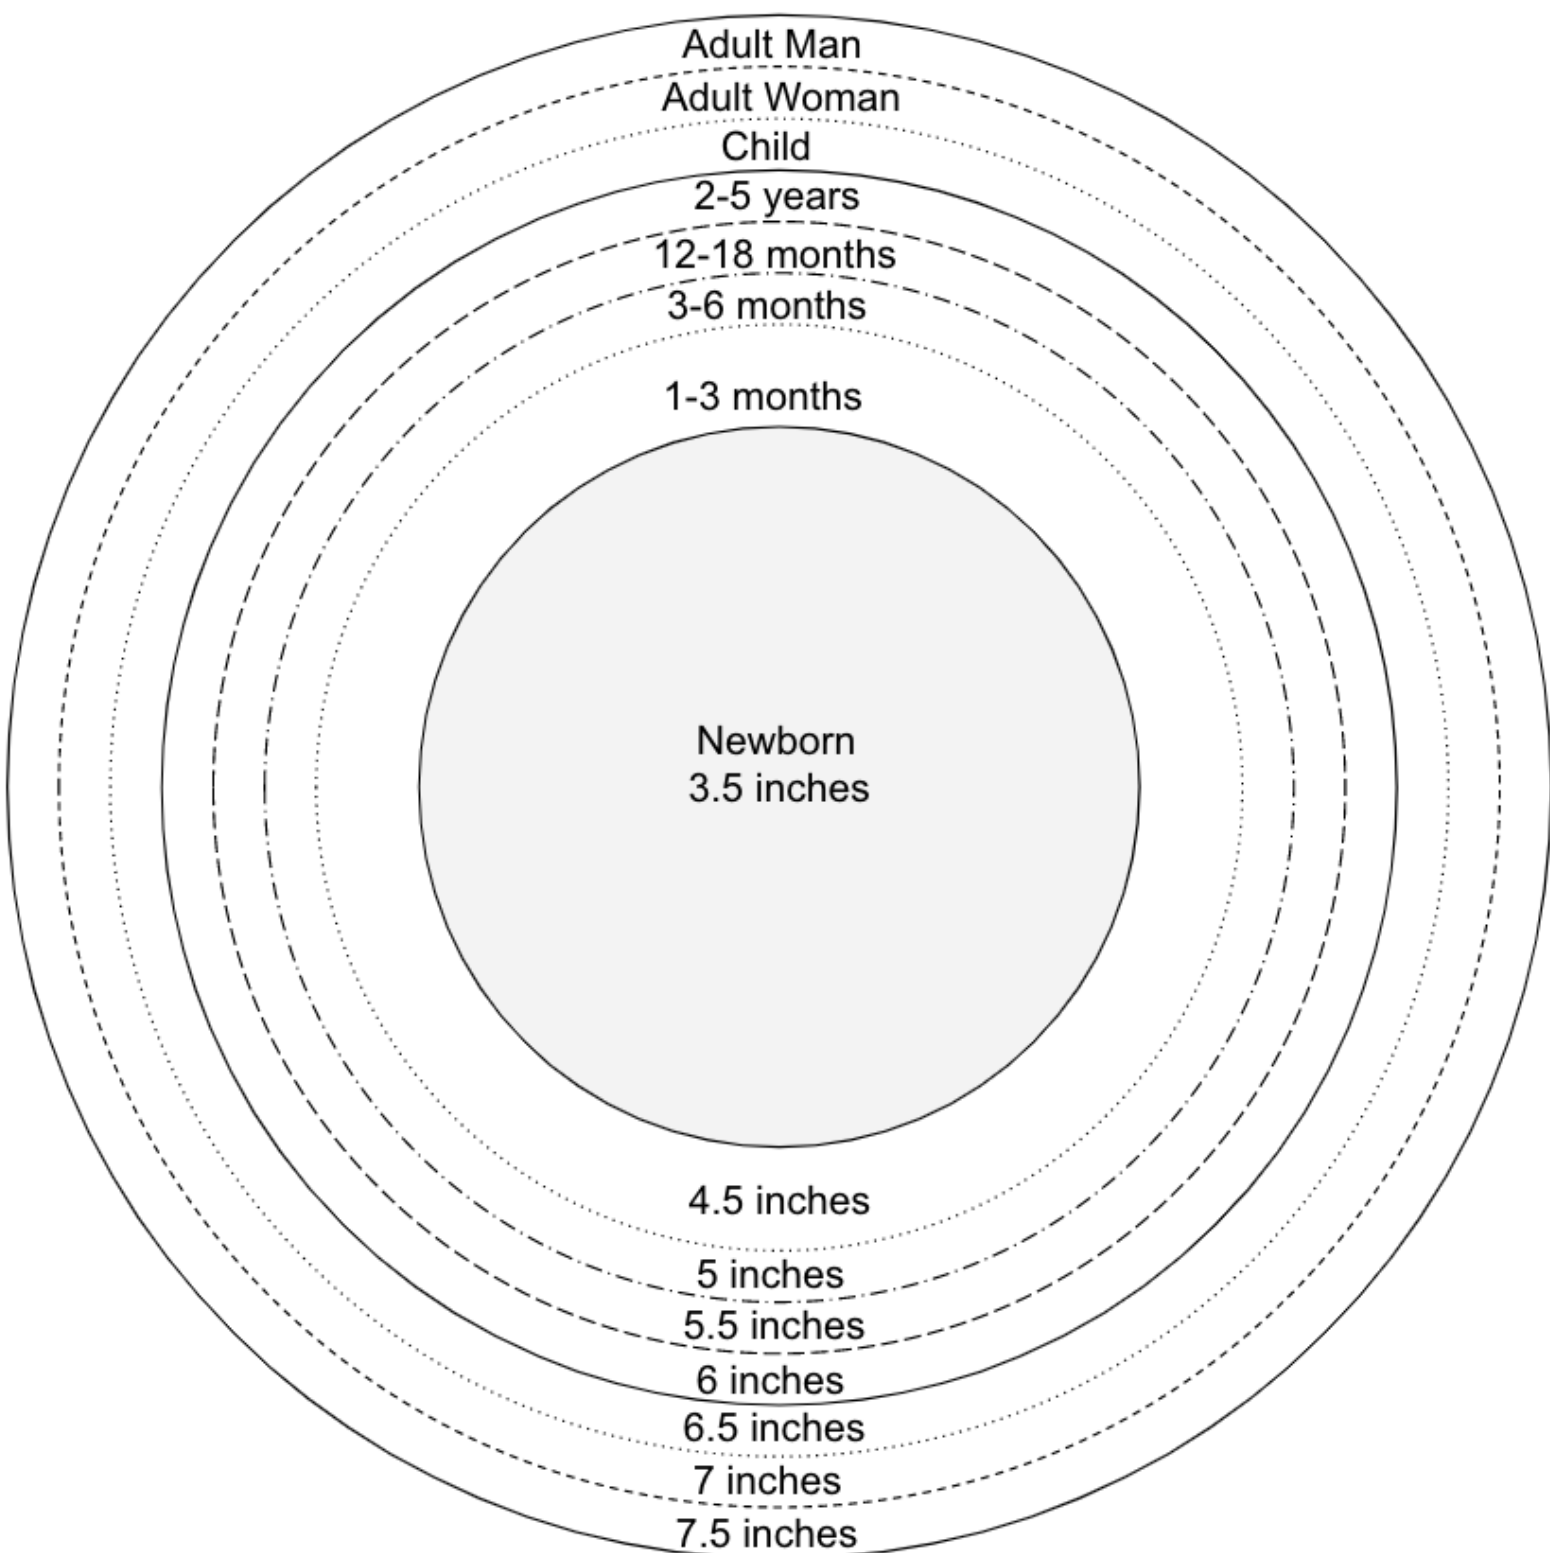 Adult Man
Adult Woman
Child
2-5 years
12-18 months
3-6 months
1-3 months
Newborn
3.5 inches
4.5 inches
5 inches
5.5 inches
6 inches
6.5 inches
7 inches
7.5 inches